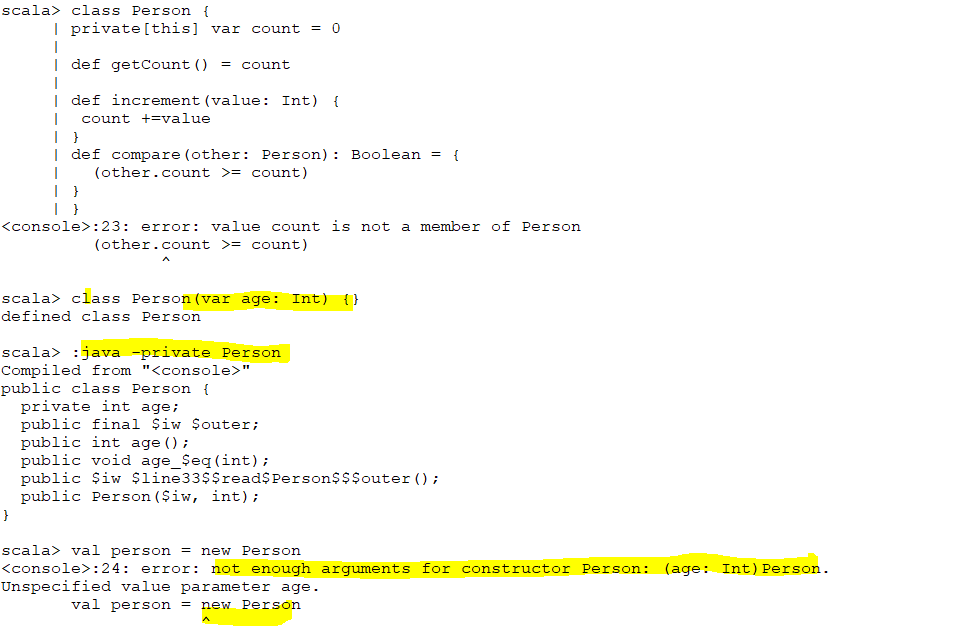 scala> class Person {
     | private[this] var count = 0
     |
     | def getCount() = count
     |
     | def increment(value: Int) {
     |  count +=value
     | }
     | def compare(other: Person): Boolean = {
     |   (other.count >= count)
     | }
     | }
<console>:23: error: value count is not a member of Person
         (other.count >= count)
                ^
scala> class Person(var age: Int) {}
defined class Person
scala> :java -private Person
Compiled from "<console>"
public class Person {
  private int age;
  public final $iw $outer;
  public int age();
  public void age_$eq(int);
  public $iw $line33$$read$Person$$$outer();
  public Person($iw, int);
}
scala> val person = new Person
<console>:24: error: not enough arguments for constructor Person: (age: Int)Person.
Unspecified value parameter age.
       val person = new Person
                    ^